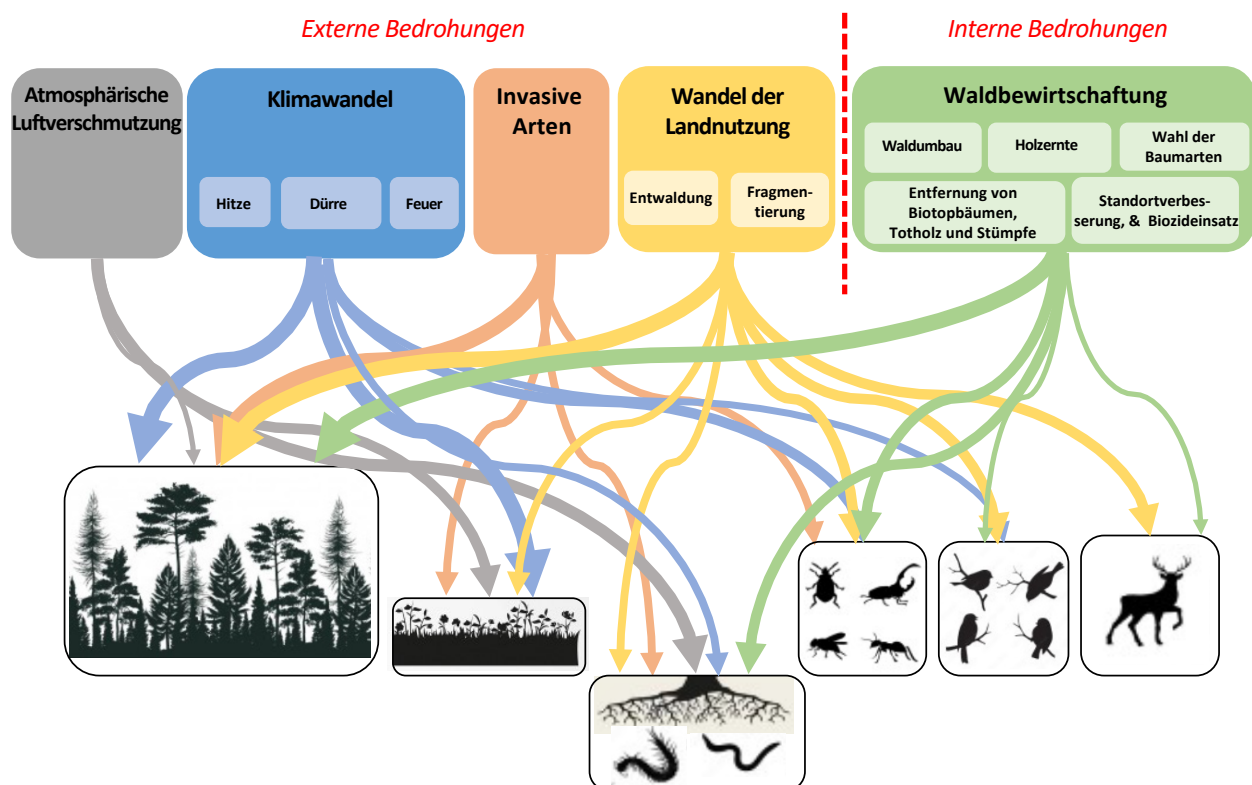 Externe Bedrohungen
Interne Bedrohungen
Atmosphärische
Luftverschmutzung
Klimawandel
Hitze
Dürre
Feuer
Invasive
Arten
Wandel der
Landnutzung
Entwaldung
Fragmen-
tierung
Waldbewirtschaftung
Waldumbau
Holzernte
Wahl der
Baumarten
Entfernung von
Biotopbäumen,
Totholz und Stümpfe
Standortverbes-
serung, & Biozideinsatz